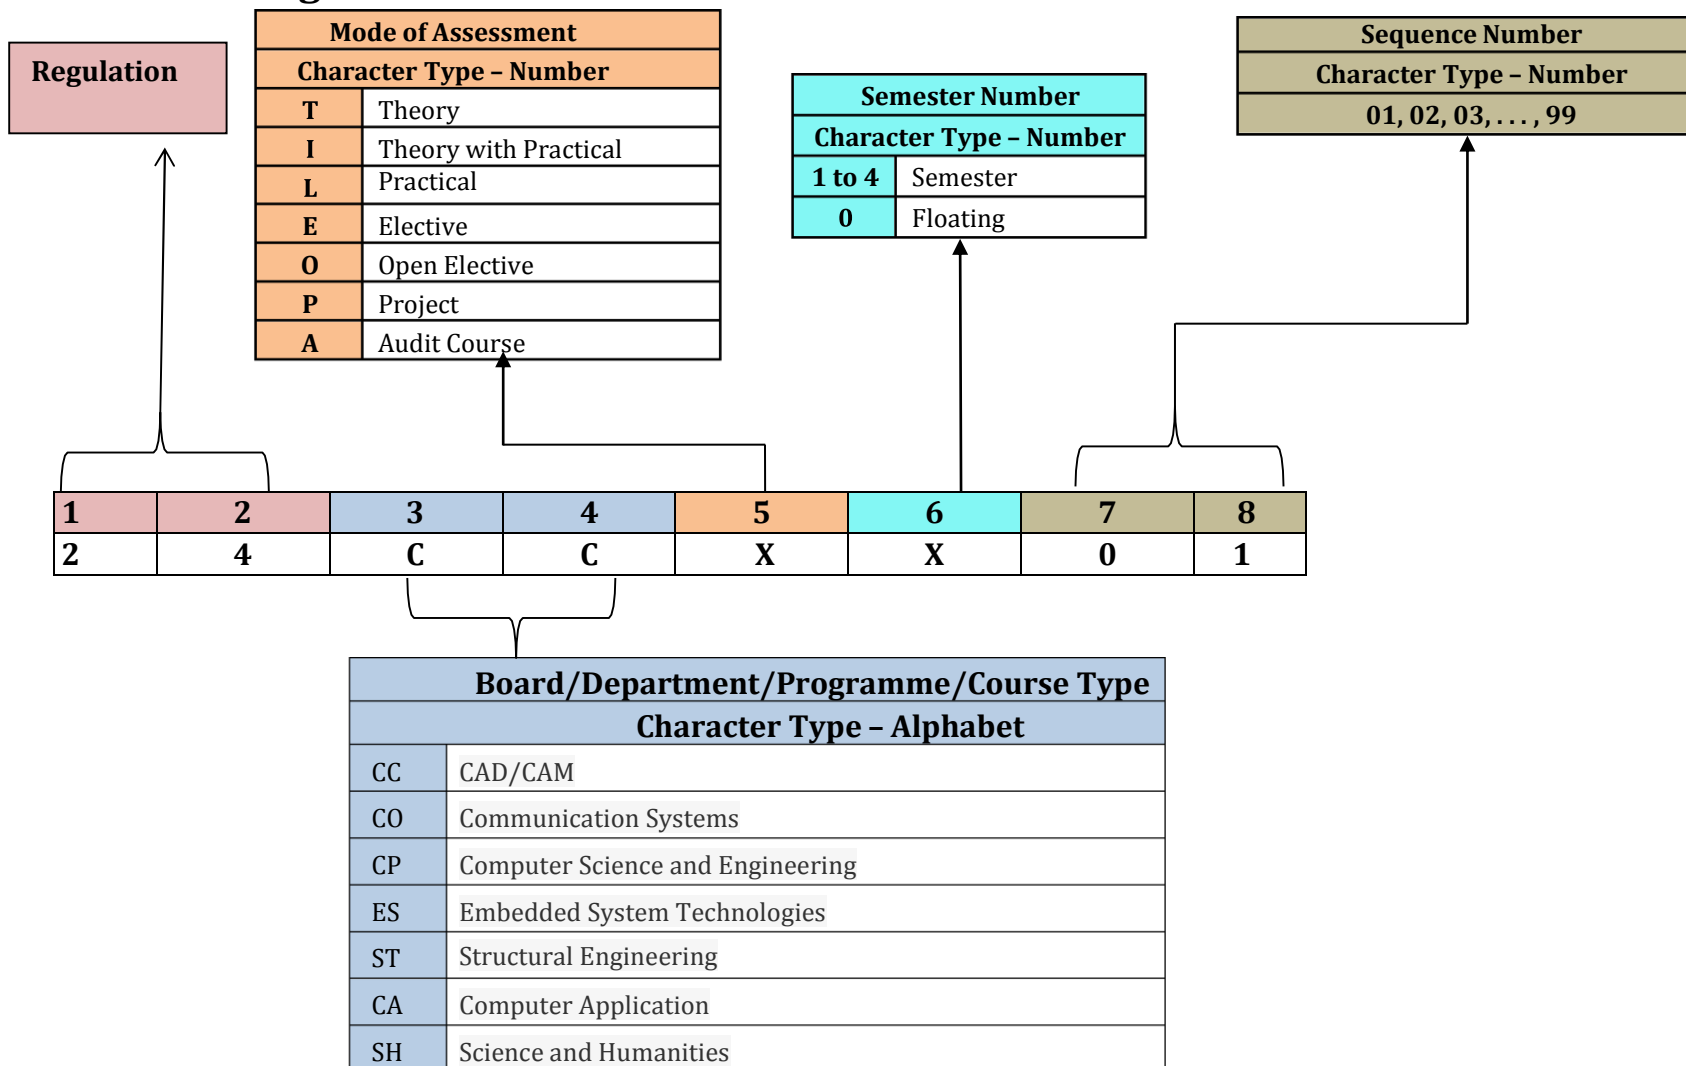 Regulation
Mode of Assessment
Character Type – Number
T Theory
I Theory with Practical
L Practical
E Elective
O Open Elective
P Project
A Audit Course
Semester Number
Character Type – Number
1 to 4 Semester
0 Floating
Sequence Number
Character Type – Number
01, 02, 03, . . . , 99
1 2 3 4 5 6 7 8
2 4 C C X X 0 1
Board/Department/Programme/Course Type
Character Type – Alphabet
CC CAD/CAM
CO Communication Systems
CP Computer Science and Engineering
ES Embedded System Technologies
ST Structural Engineering
CA Computer Application
SH Science and Humanities